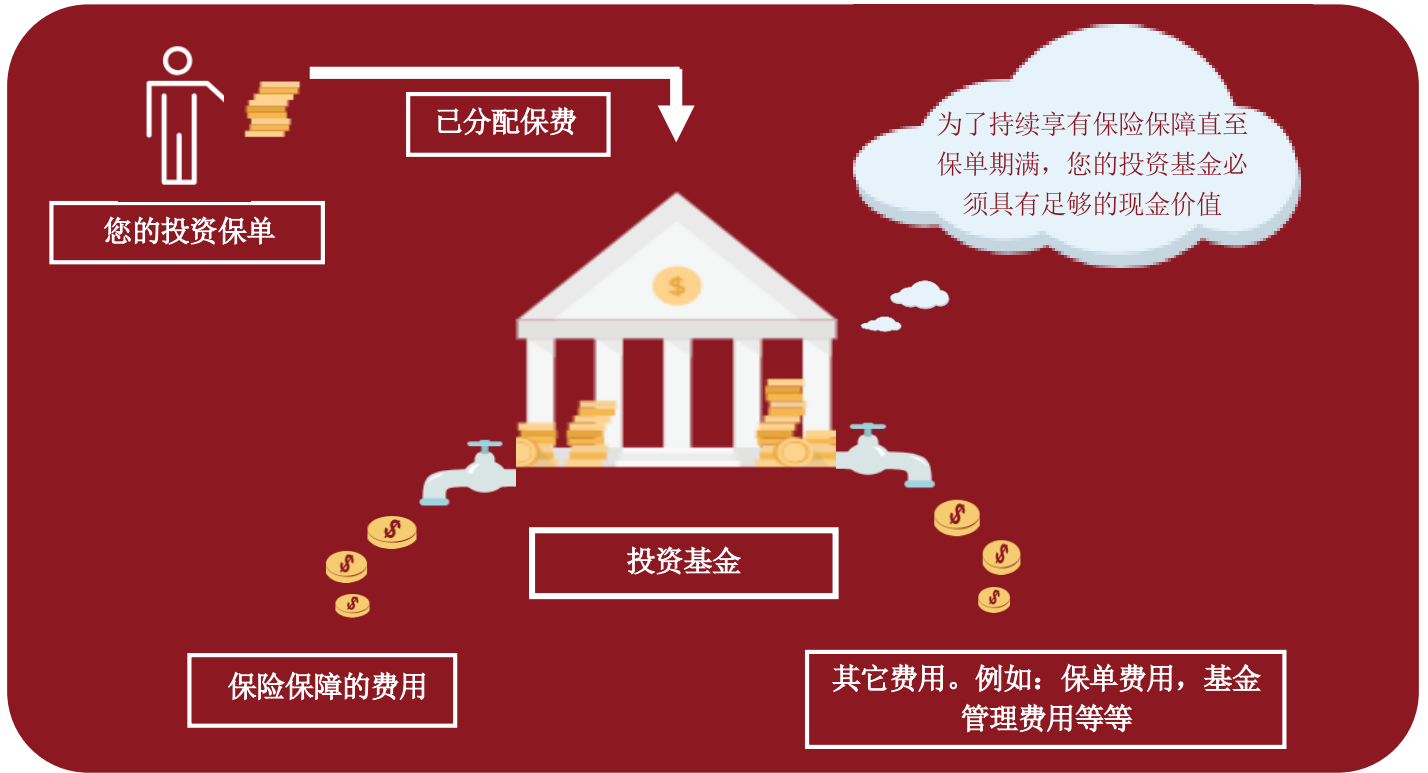 已分配保费
您的投资保单
为了持续享有保险保障直至
保单期满，您的投资基金必
须具有足够的现金价值
$
投资基金
保险保障的费用
其它费用。例如：保单费用，基金
管理费用等等